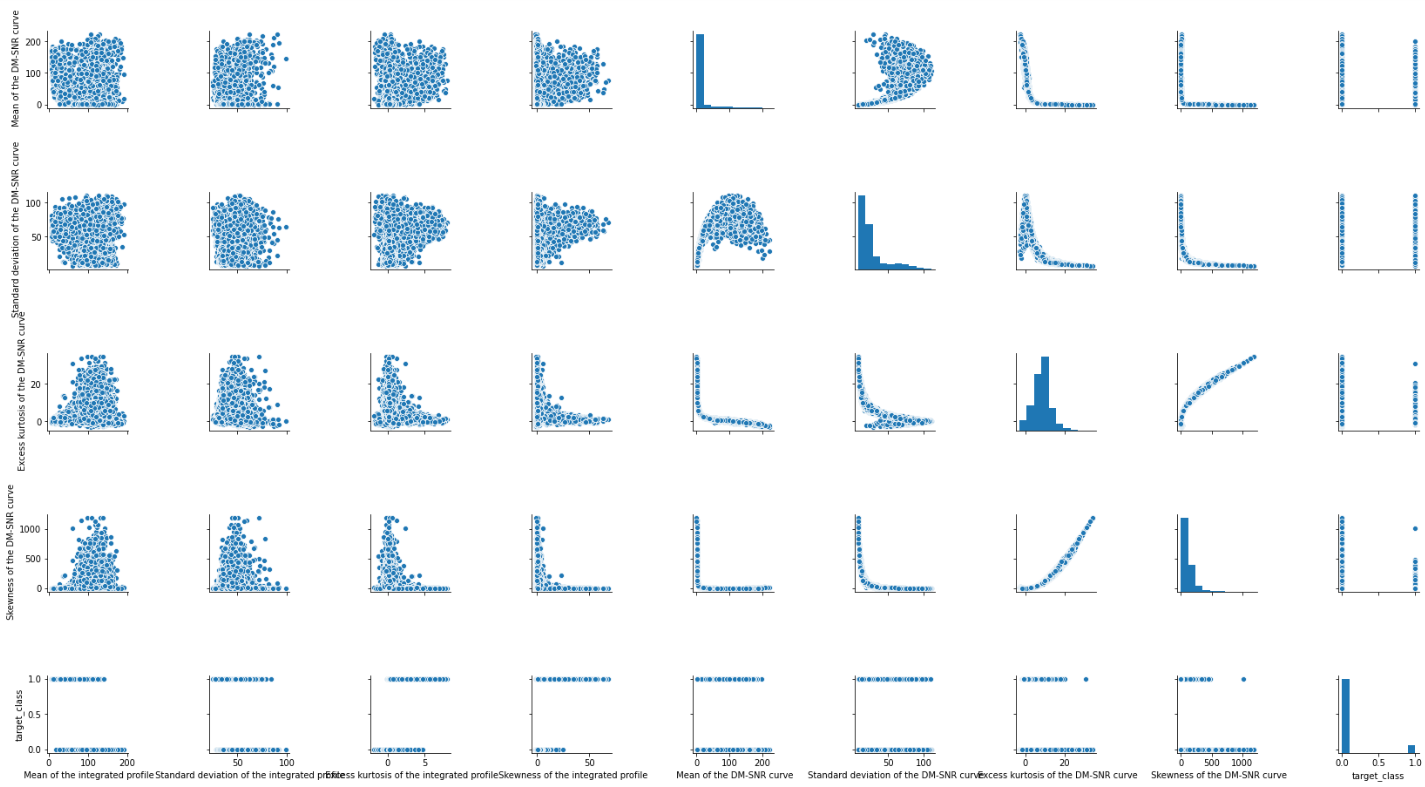 Mean of the DM-SNR curve
200
100
0
0 100 200
50 100
0 5
0 50
0 100 200
50 100
0 20
0 500 1000
0.0 0.5 1.0
Standard deviation of the DM-SNR curve
100
50
Excess kurtosis of the DM-SNR curve
20
0
Skewness of the DM-SNR curve
1000
500
0
target_class
1.0
0.5
0.0
Mean of the integrated profile
Standard deviation of the integrated profile
Excess kurtosis of the integrated profile
Skewness of the integrated profile
Mean of the DM-SNR curve
Standard deviation of the DM-SNR curve
Excess kurtosis of the DM-SNR curve
Skewness of the DM-SNR curve
target_class